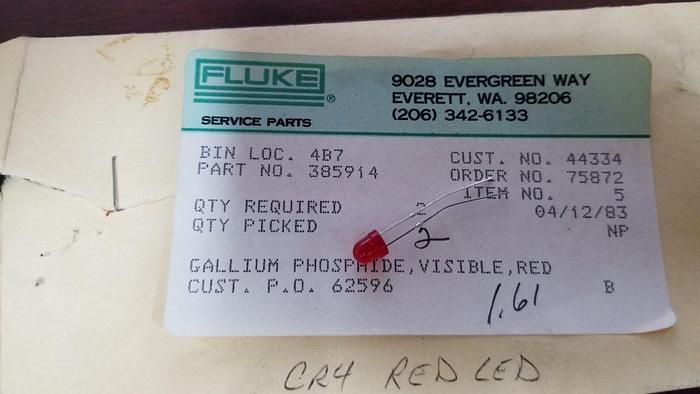 FLUKE ®
SERVICE PARTS
9028 EVERGREEN WAY
EVERETT, WA. 98206
(206) 342-6133
BIN LOC. 4B7
PART NO. 385914
CUST. NO. 44334
ORDER NO. 75872
ITEM NO. 5
QTY REQUIRED 2
04/12/83
QTY PICKED 2
NP
GALLIUM PHOSPHIDE,VISIBLE,RED
CUST. P.O. 62596
B
1.61
CR4 RED LED